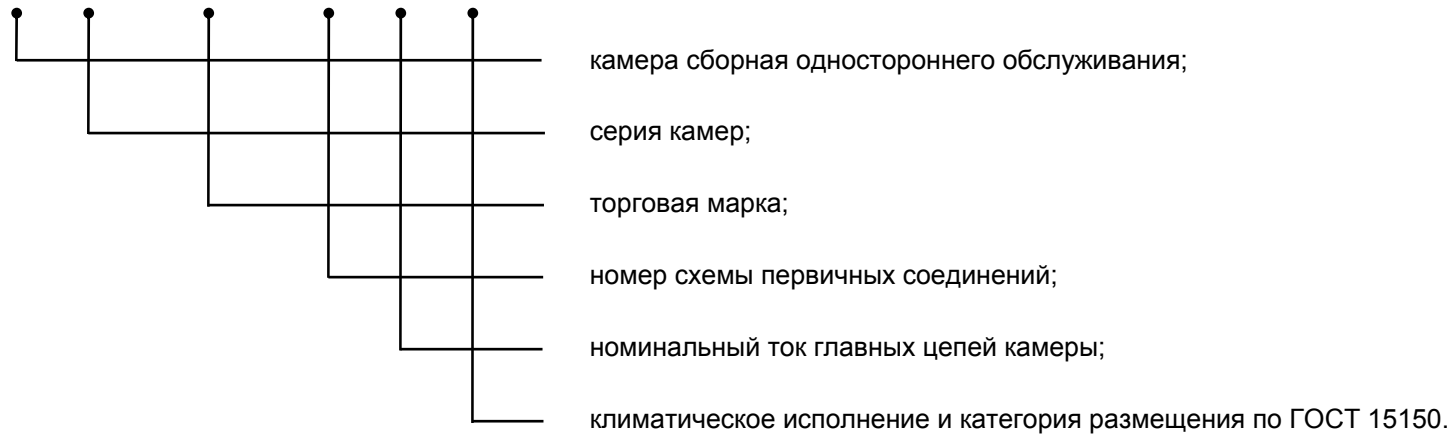 камера сборная одностороннего обслуживания;
серия камер;
торговая марка;
номер схемы первичных соединений;
номинальный ток главных цепей камеры;
климатическое исполнение и категория размещения по ГОСТ 15150.